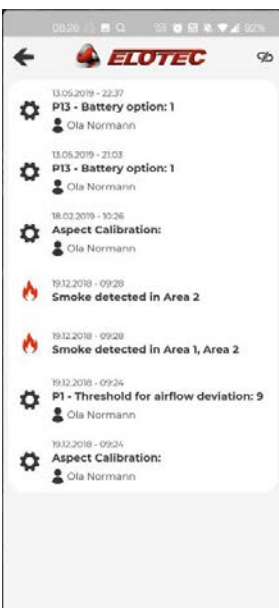 08:26
92%
ELOTEC
13.05.2019 - 22:37
P13 - Battery option: 1
Ola Normann
13.05.2019 - 21:03
P13 - Battery option: 1
Ola Normann
18.02.2019 - 10:26
Aspect Calibration:
Ola Normann
19.12.2018 - 09:28
Smoke detected in Area 2
19.12.2018 - 09:28
Smoke detected in Area 1, Area 2
19.12.2018 - 09:24
P1 - Threshold for airflow deviation: 9
Ola Normann
19.12.2018 - 09:24
Aspect Calibration:
Ola Normann